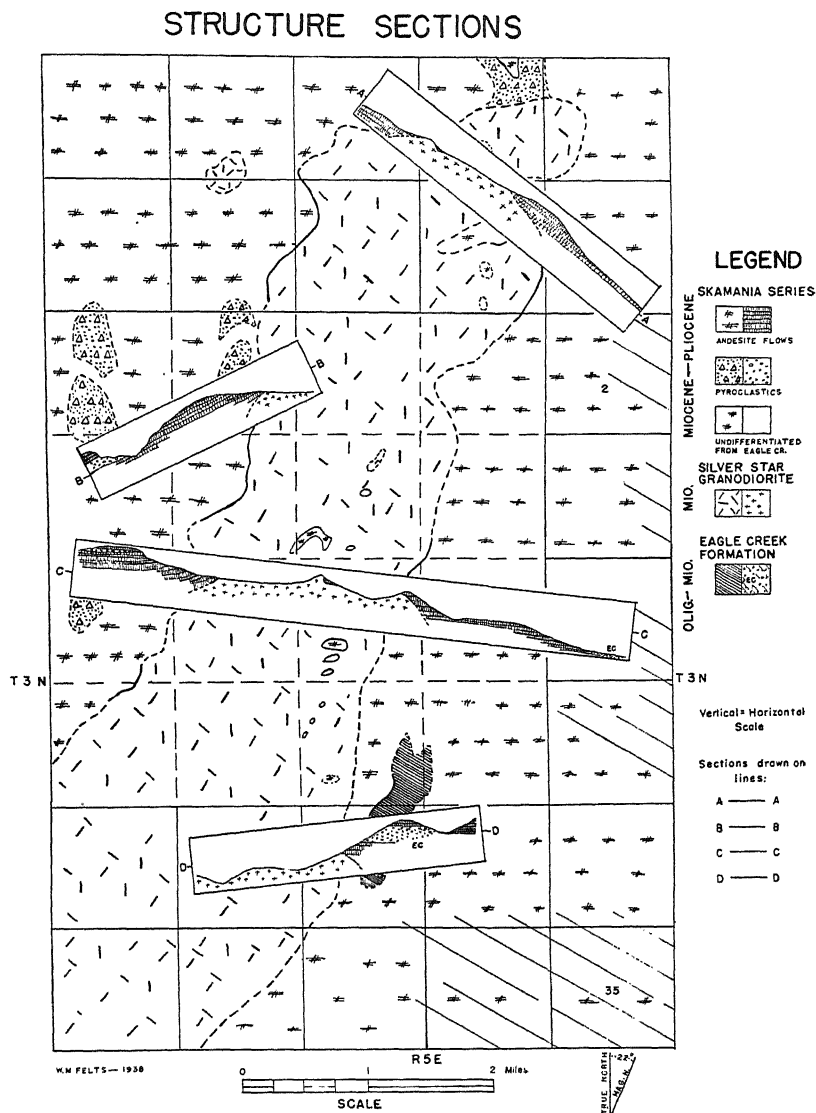 STRUCTURE SECTIONS
A
A
B
B
2
C
C
EC
T 3 N
T 3 N
D
D
EC
35
R5E
LEGEND
SKAMANIA SERIES
ANDESITE FLOWS
PYROCLASTICS
UNDIFFERENTIATED
FROM EAGLE CR.
MIOCENE—PLIOCENE
SILVER STAR
GRANODIORITE
MIO.
EAGLE CREEK
FORMATION
EC
OLIG.—MIO.
Vertical = Horizontal
Scale
Sections drawn on
lines:
A — A
B — B
C — C
D — D
W.M FELTS — 1938
0 1 2 Miles
SCALE
TRUE NORTH
MAG. N.
22°